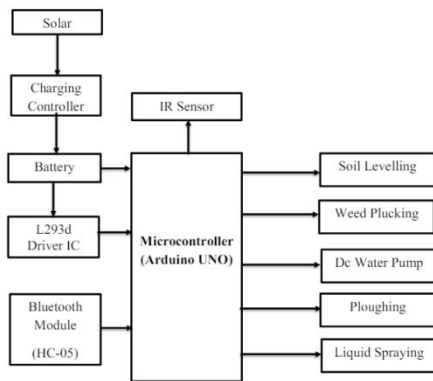 Solar
Charging
Controller
IR Sensor
Battery
L293d
Driver IC
Microcontroller
(Arduino UNO)
Bluetooth
Module
(HC-05)
Soil Levelling
Weed Plucking
Dc Water Pump
Ploughing
Liquid Spraying